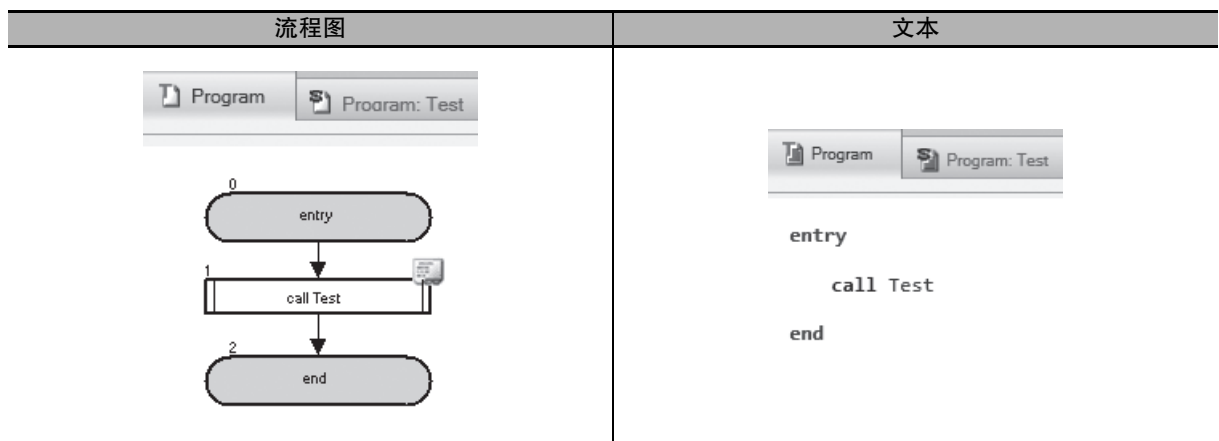 流程图
文本
Program
Program: Test
Program
Program: Test
0
entry
1
call Test
2
end
entry
call Test
end